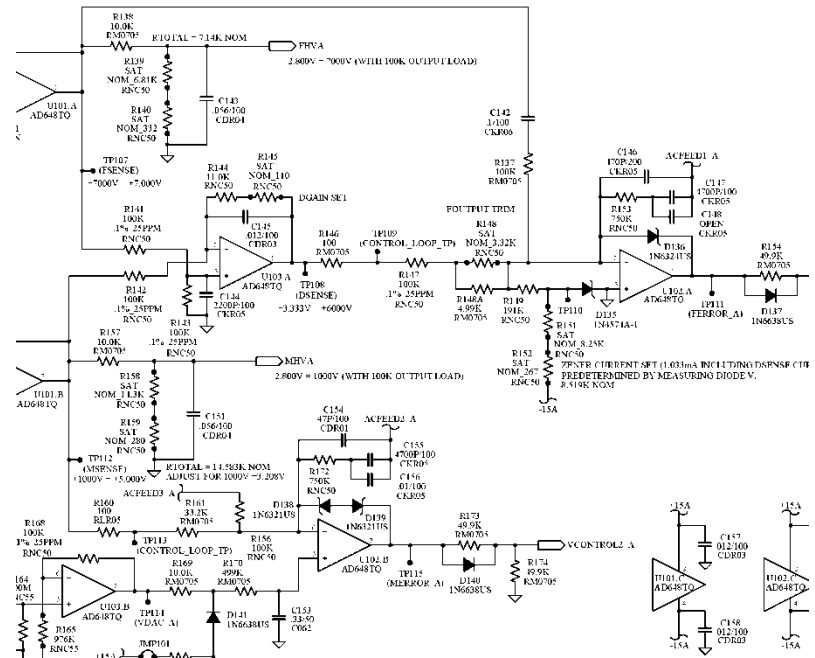 R138
10.0K
RM0705
RTOTAL = 7.14K NOM
FHVA
2.800V = 7000V (WITH 100K OUTPUT LOAD)
R139
SAT
NOM_6.81K
RNC50
R140
SAT
NOM_332
RNC50
C143
.056/100
CDR04
U101.A
AD648TQ
TP107
(FSENSE)
-7000V +7.000V
C142
.1/100
CKR06
R137
100K
RM0705
R144
11.0K
RNC50
R145
SAT
NOM_110
RNC50
DGAIN SET
C145
.012/100
CDR03
R141
100K
.1% 25PPM
RNC50
R142
100K
.1% 25PPM
RNC50
U103.A
AD648TQ
C144
2200P/100
CKR05
R143
100K
.1% 25PPM
RNC50
R146
100
RM0705
TP108
(DSENSE)
-3.333V +6000V
TP109
(CONTROL_LOOP_TP)
R147
100K
.1% 25PPM
RNC50
FOUTPUT TRIM
R148
SAT
NOM_3.32K
RNC50
R148A
4.99K
RM0705
R149
191K
RNC50
TP110
D135
1N4574A-1
R151
SAT
NOM_8.25K
RNC50
R152
SAT
NOM_267
RNC50
-15A
ZENER CURRENT SET (1.033mA INCLUDING DSENSE CUR
PREDETERMINED BY MEASURING DIODE V.
8.519K NOM
C146
470P/200
CKR05
ACFEED1_A
R153
750K
RNC50
C147
4700P/100
CKR05
C148
OPEN
CKR05
D136
1N6324US
U102.A
AD648TQ
TP111
(FERROR_A)
R154
49.9K
RM0705
D137
1N6638US
R157
10.0K
RM0705
MHVA
2.800V = 1000V (WITH 100K OUTPUT LOAD)
R158
SAT
NOM_14.3K
RNC50
R159
SAT
NOM_280
RNC50
C151
.056/100
CDR04
U101.B
AD648TQ
TP112
(MSENSE)
+1000V = +5.000V
RTOTAL = 14.583K NOM
ADJUST FOR 1000V =3.208V
ACFEED3_A
R160
100
RLR05
TP113
(CONTROL_LOOP_TP)
R161
33.2K
RM0705
R156
100K
RNC50
C154
47P/100
CDR01
ACFEED2_A
R172
750K
RNC50
C155
4700P/100
CKR05
C156
.01/100
CKR05
D138
1N6321US
D139
1N6321US
U102.B
AD648TQ
TP115
(MERROR_A)
R173
49.9K
RM0705
D140
1N6638US
R174
49.9K
RM0705
VCONTROL2_A
R168
100K
.1% 25PPM
RNC50
U103.B
AD648TQ
R165
976K
RNC55
TP114
(VDAC_A)
R169
10.0K
RM0705
R170
499K
RM0705
D141
1N6638US
C153
.33/50
C062
JMP101
+15A
-15A
C157
.012/100
CDR03
U101.C
AD648TQ
C158
.012/100
CDR03
-15A
+15A
U102.C
AD648TQ
-15A